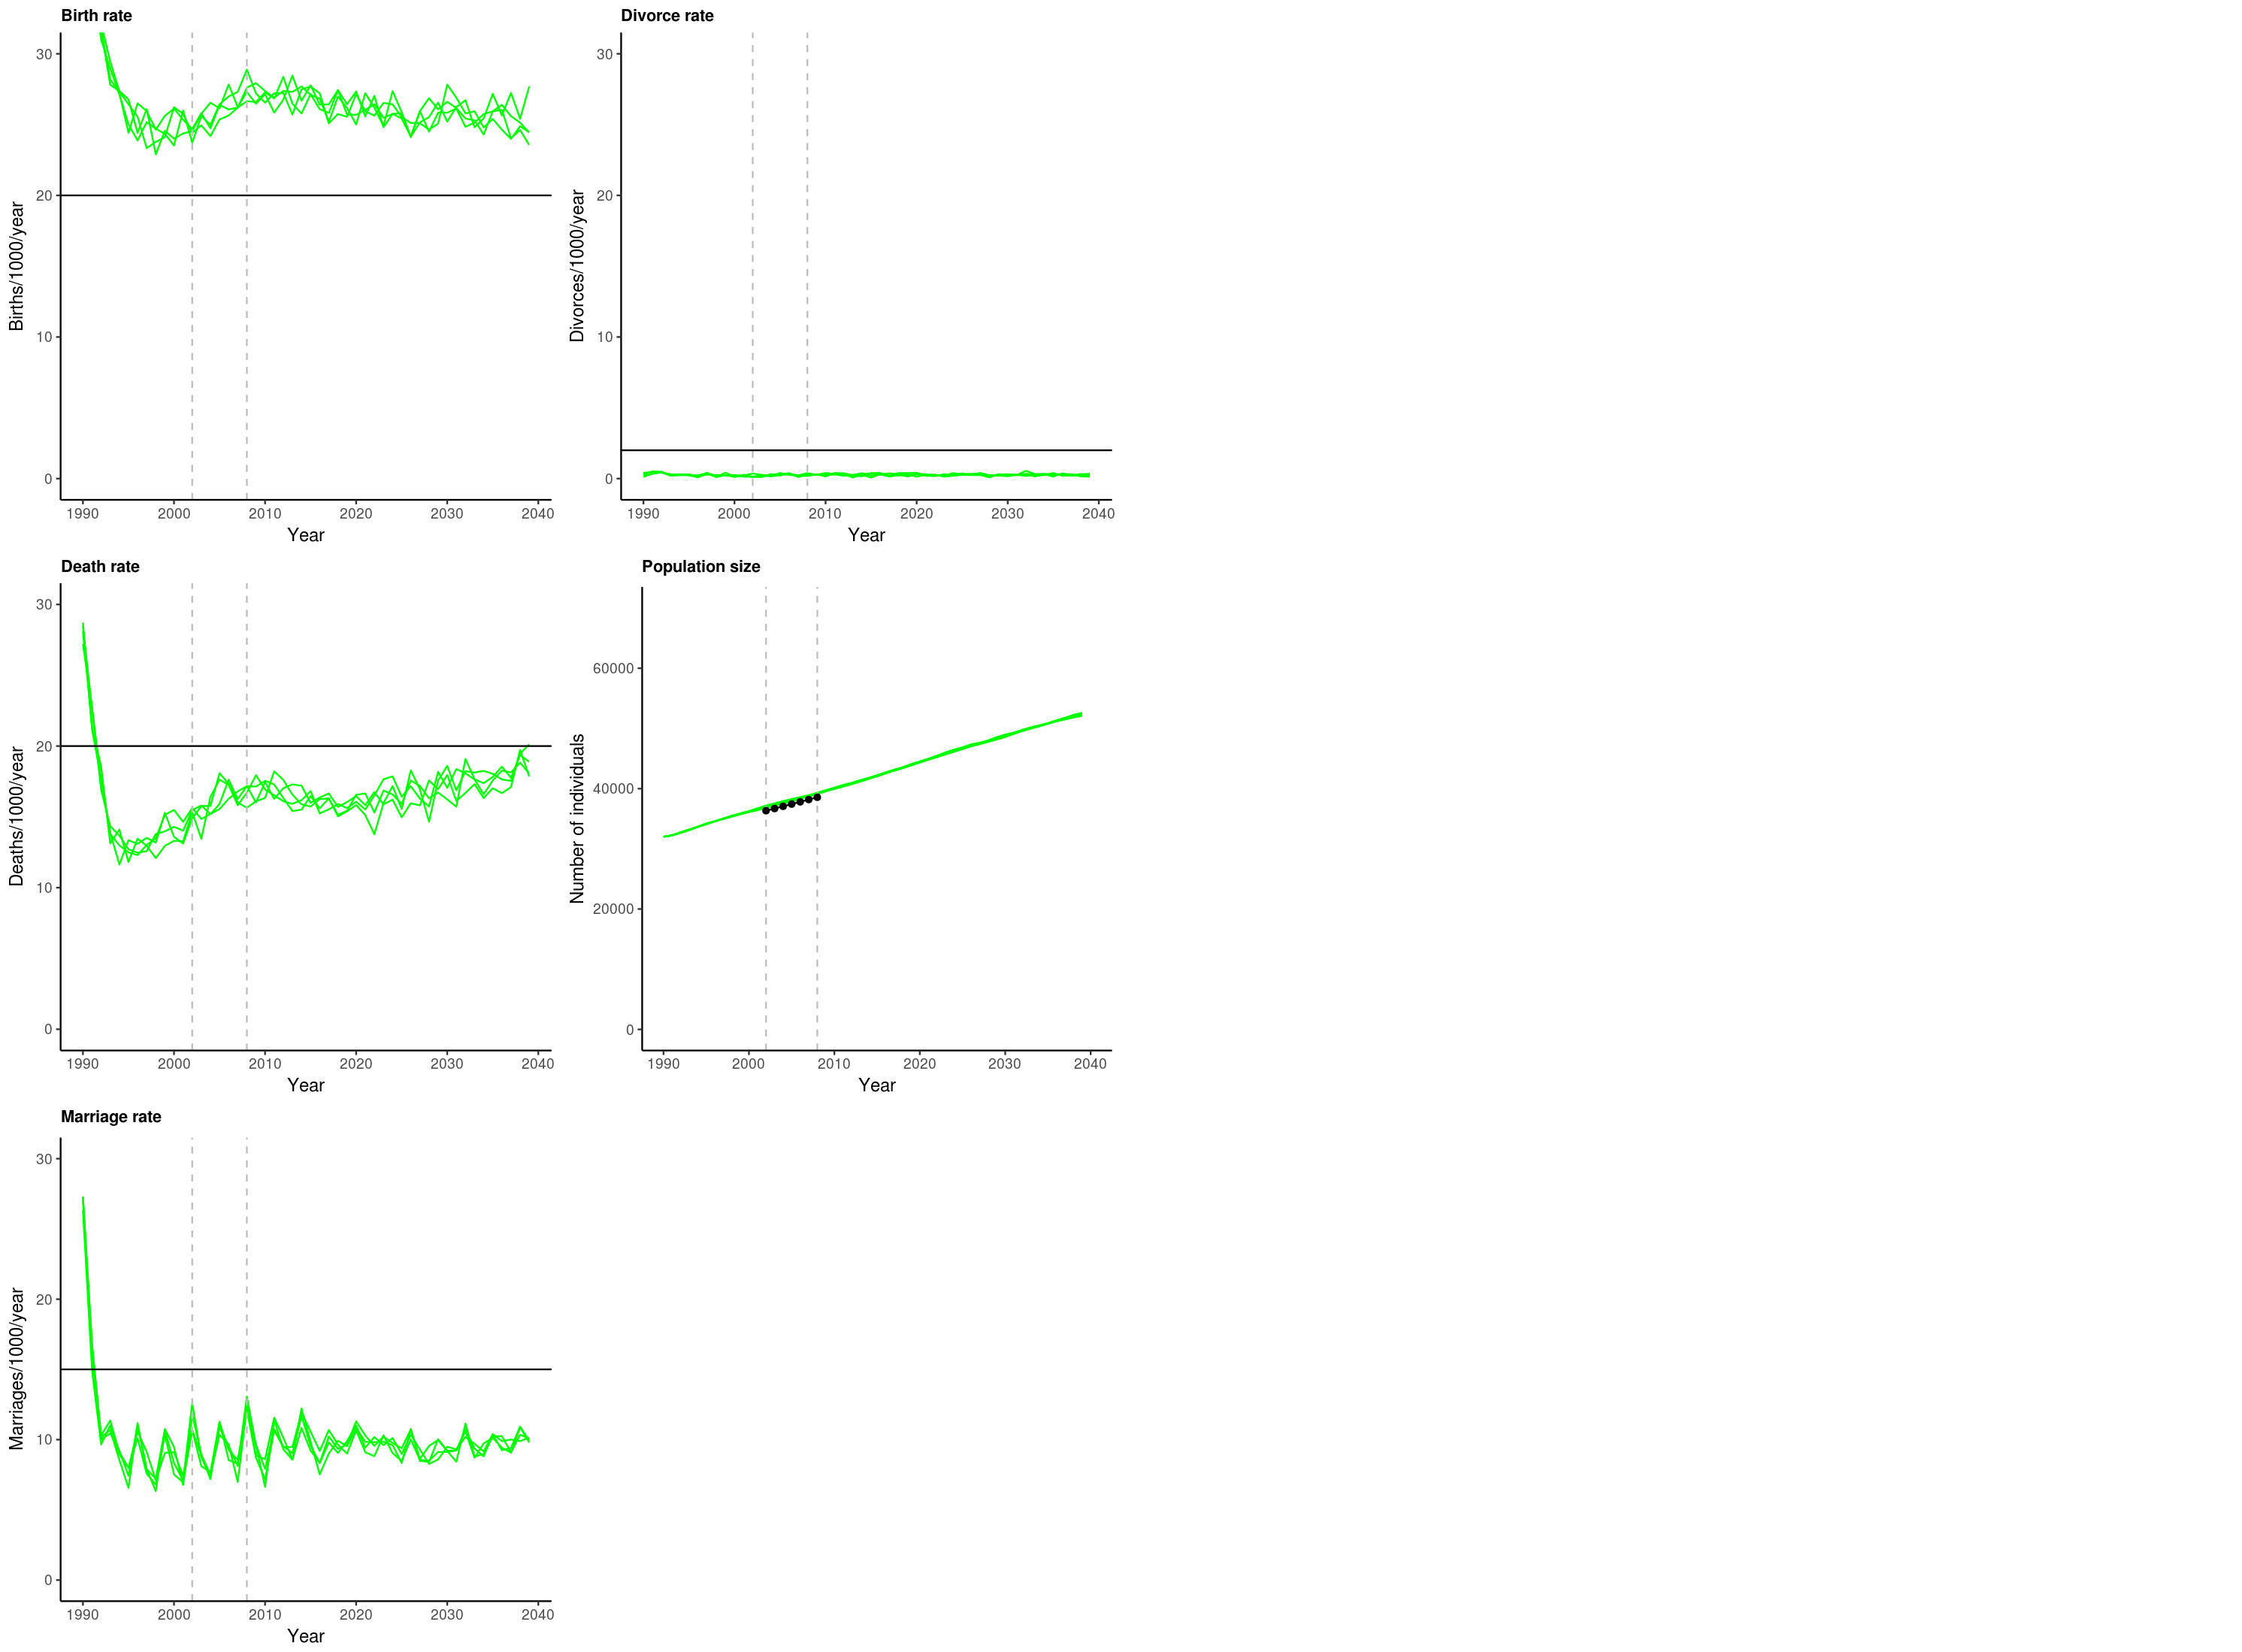 Birth rate
30
20
10
0
Births/1000/year
1990 2000 2010 2020 2030 2040
Year
Divorce rate
30
20
10
0
Divorces/1000/year
1990 2000 2010 2020 2030 2040
Year
Death rate
30
20
10
0
Deaths/1000/year
1990 2000 2010 2020 2030 2040
Year
Population size
60000
40000
20000
0
Number of individuals
1990 2000 2010 2020 2030 2040
Year
Marriage rate
30
20
10
0
Marriages/1000/year
1990 2000 2010 2020 2030 2040
Year